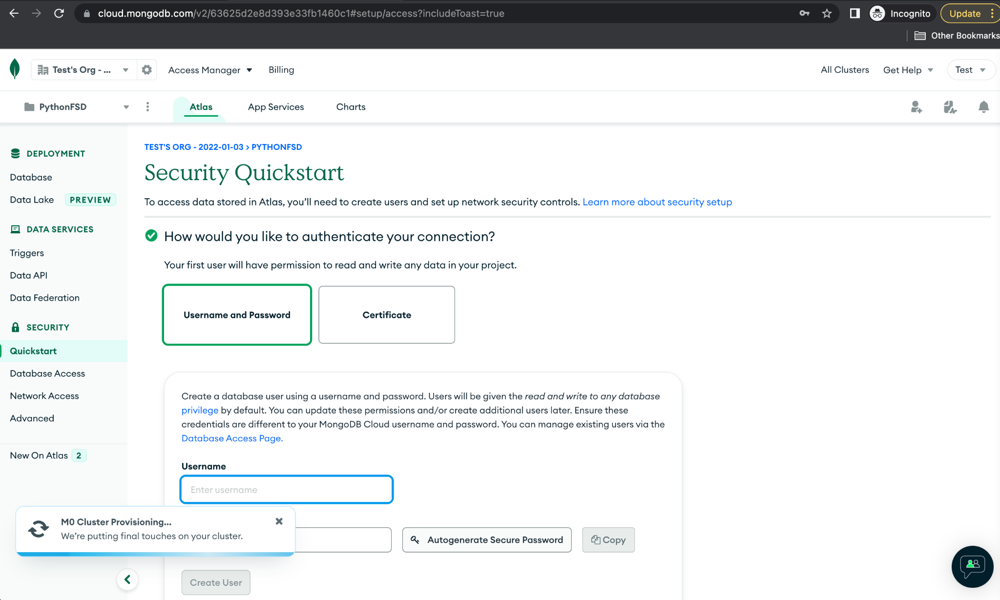 cloud.mongodb.com/v2/63625d2e8d393e33fb1460c1#setup/access?includeToast=true
Incognito
Update
Other Bookmarks
Test's Org - ...
Access Manager
Billing
All Clusters
Get Help
Test
PythonFSD
Atlas
App Services
Charts
DEPLOYMENT
Database
Data Lake PREVIEW
DATA SERVICES
Triggers
Data API
Data Federation
SECURITY
Quickstart
Database Access
Network Access
Advanced
New On Atlas 2
TEST'S ORG - 2022-01-03 > PYTHONFSD
Security Quickstart
To access data stored in Atlas, you’ll need to create users and set up network security controls. Learn more about security setup
How would you like to authenticate your connection?
Your first user will have permission to read and write any data in your project.
Username and Password
Certificate
Create a database user using a username and password. Users will be given the read and write to any database
privilege by default. You can update these permissions and/or create additional users later. Ensure these
credentials are different to your MongoDB Cloud username and password. You can manage existing users via the
Database Access Page.
Username
Enter username
M0 Cluster Provisioning...
We’re putting final touches on your cluster.
Autogenerate Secure Password
Copy
Create User